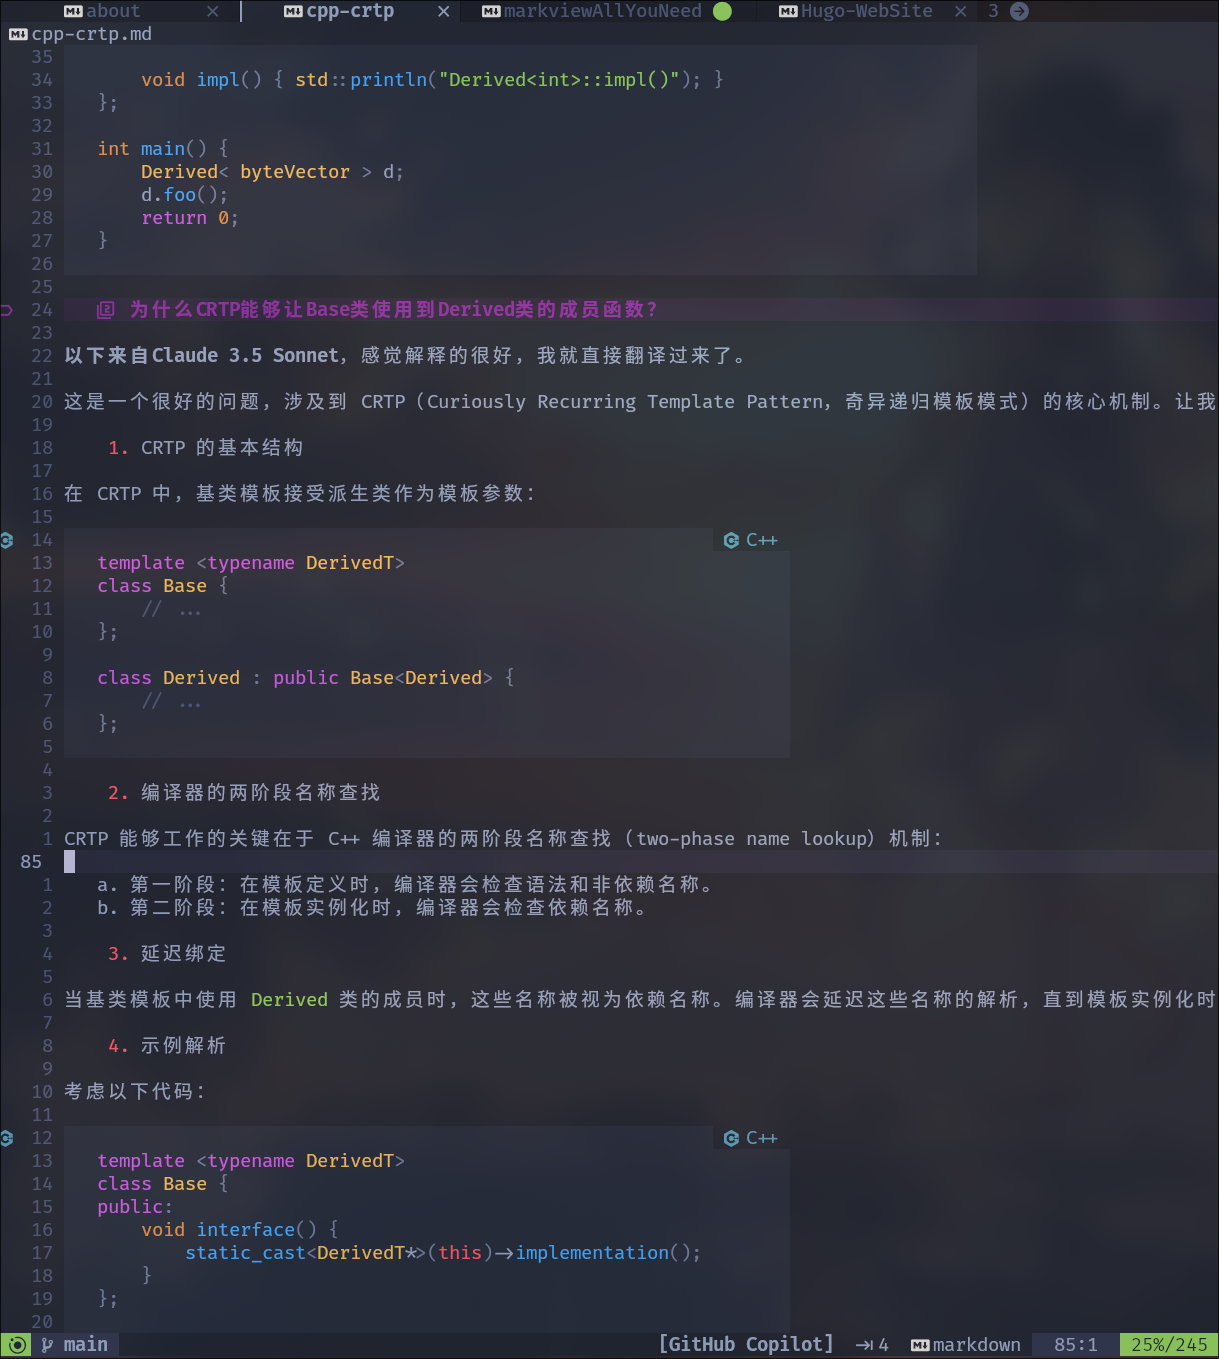 about × cpp-crtp × markviewAllYouNeed Hugo-WebSite × 3
cpp-crtp.md
35
34 void impl() { std::println("Derived<int>::impl()"); }
33 };
32
31 int main() {
30 Derived< byteVector > d;
29 d.foo();
28 return 0;
27 }
26
25
24 2 为什么CRTP能够让Base类使用到Derived类的成员函数?
23
22 以下来自Claude 3.5 Sonnet，感觉解释的很好，我就直接翻译过来了。
21
20 这是一个很好的问题，涉及到 CRTP（Curiously Recurring Template Pattern，奇异递归模板模式）的核心机制。让我
19
18 1. CRTP 的基本结构
17
16 在 CRTP 中，基类模板接受派生类作为模板参数：
15
14 C++
13 template <typename DerivedT>
12 class Base {
11 // ...
10 };
9
8 class Derived : public Base<Derived> {
7 // ...
6 };
5
4
3 2. 编译器的两阶段名称查找
2
1 CRTP 能够工作的关键在于 C++ 编译器的两阶段名称查找（two-phase name lookup）机制：
85
1 a. 第一阶段：在模板定义时，编译器会检查语法和非依赖名称。
2 b. 第二阶段：在模板实例化时，编译器会检查依赖名称。
3
4 3. 延迟绑定
5
6 当基类模板中使用 Derived 类的成员时，这些名称被视为依赖名称。编译器会延迟这些名称的解析，直到模板实例化时
7
8 4. 示例解析
9
10 考虑以下代码：
11
12 C++
13 template <typename DerivedT>
14 class Base {
15 public:
16 void interface() {
17 static_cast<DerivedT*>(this)->implementation();
18 }
19 };
20
main [GitHub Copilot] 4 markdown 85:1 25%/245